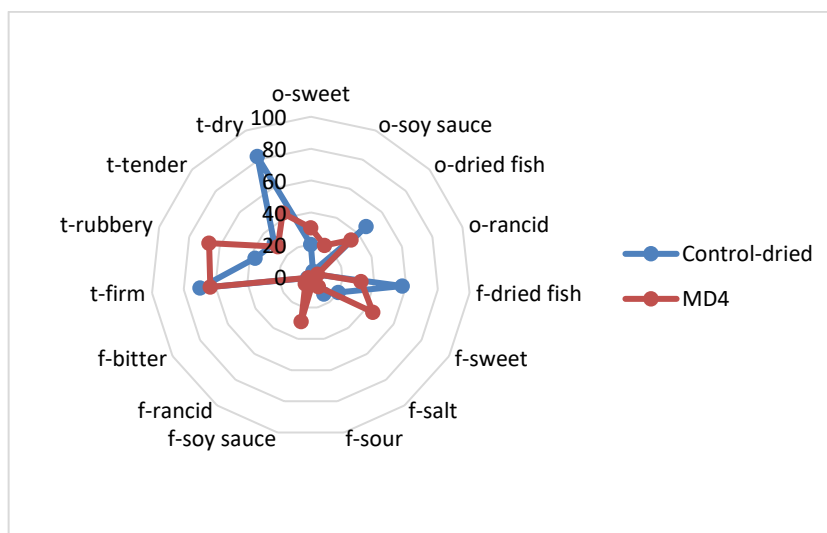 o-sweet
o-soy sauce
o-dried fish
o-rancid
f-dried fish
f-sweet
f-salt
f-sour
f-soy sauce
f-rancid
f-bitter
t-firm
t-rubbery
t-tender
t-dry
100
80
60
40
20
0
Control-dried
MD4